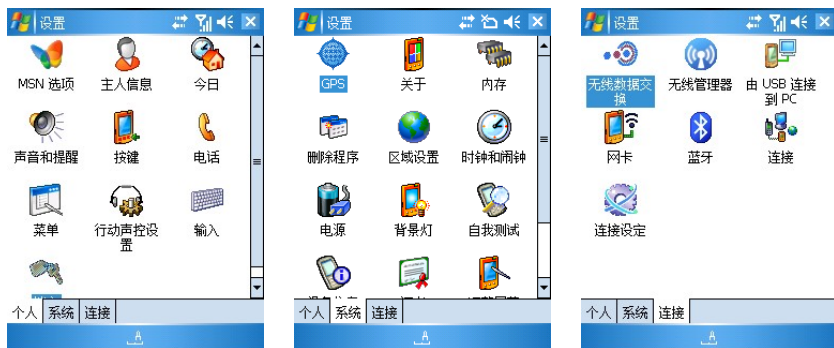 设置
MSN 选项
主人信息
今日
声音和提醒
按键
电话
菜单
行动声控设
置
输入
个人
系统
连接
设置
GPS
关于
内存
删除程序
区域设置
时钟和闹钟
电源
背景灯
自我测试
个人
系统
连接
设置
无线数据交
换
无线管理器
由 USB 连接
到 PC
网卡
蓝牙
连接
连接设定
个人
系统
连接